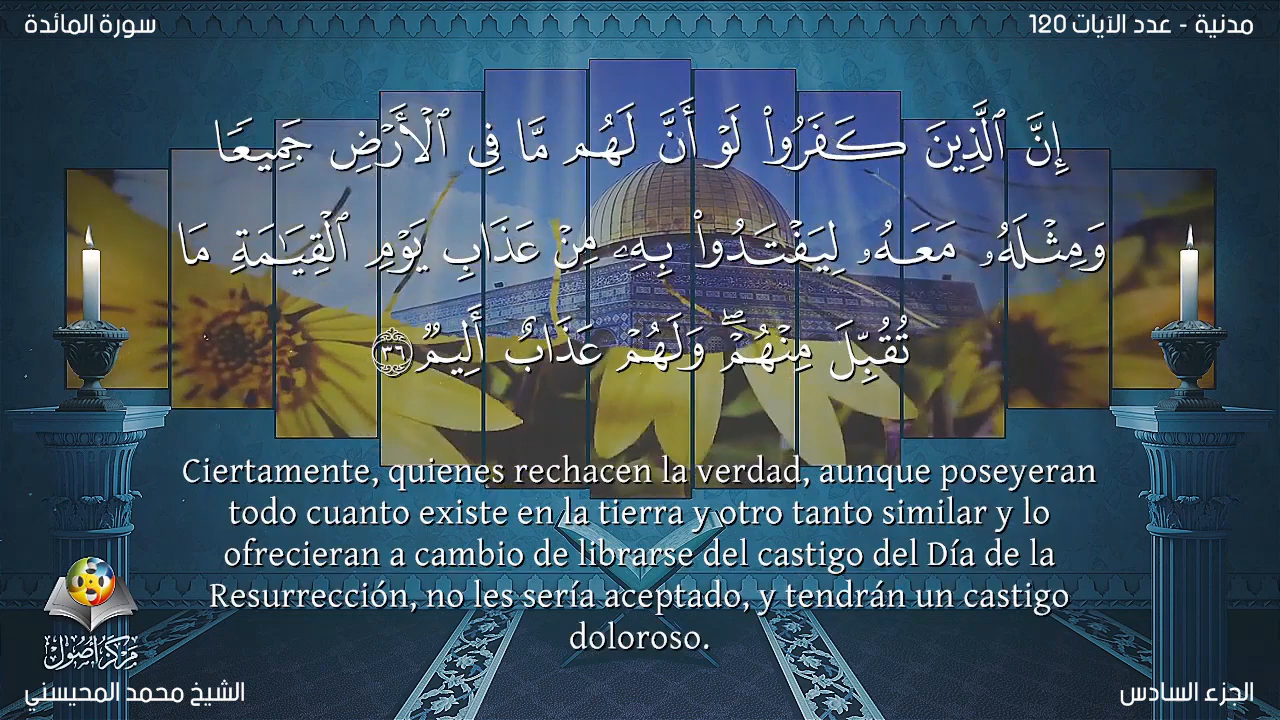 سورة المائدة
مدنية - عدد الآيات 120
إِنَّ ٱلَّذِينَ كَفَرُوا۟ لَوْ أَنَّ لَهُم مَّا فِى ٱلْأَرْضِ جَمِيعًا
وَمِثْلَهُۥ مَعَهُۥ لِيَفْتَدُوا۟ بِهِۦ مِنْ عَذَابِ يَوْمِ ٱلْقِيَـٰمَةِ مَا
تُقُبِّلَ مِنْهُمْ ۖ وَلَهُمْ عَذَابٌ أَلِيمٌ ٣٦
Ciertamente, quienes rechacen la verdad, aunque poseyeran
todo cuanto existe en la tierra y otro tanto similar y lo
ofrecieran a cambio de librarse del castigo del Día de la
Resurrección, no les sería aceptado, y tendrán un castigo
doloroso.
مركز أصول
الشيخ محمد المحيسني
الجزء السادس